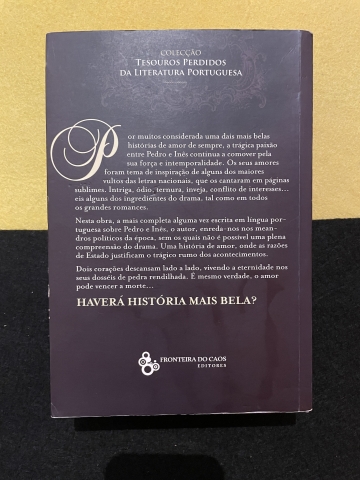 COLECÇÃO
TESOUROS PERDIDOS
DA LITERATURA PORTUGUESA
Por muitos considerada uma dais mais belas
histórias de amor de sempre, a trágica paixão
entre Pedro e Inês continua a comover pela
sua força e intemporalidade. Os seus amores
foram tema de inspiração de alguns dos maiores
vultos das letras nacionais, que os cantaram em páginas
sublimes. Intriga, ódio, ternura, inveja, conflito de interesses...
eis alguns dos ingredientes do drama, tal como em todos
os grandes romances.
Nesta obra, a mais completa alguma vez escrita em língua por-
tuguesa sobre Pedro e Inês, o autor, enreda-nos nos mean-
dros políticos da época, sem os quais não é possível uma plena
compreensão do drama. Uma história de amor, onde as razões
de Estado justificam o trágico rumo dos acontecimentos.
Dois corações descansam lado a lado, vivendo a eternidade nos
seus dosséis de pedra rendilhada. É mesmo verdade, o amor
pode vencer a morte...
HAVERÁ HISTÓRIA MAIS BELA?
FRONTEIRA DO CAOS
EDITORES